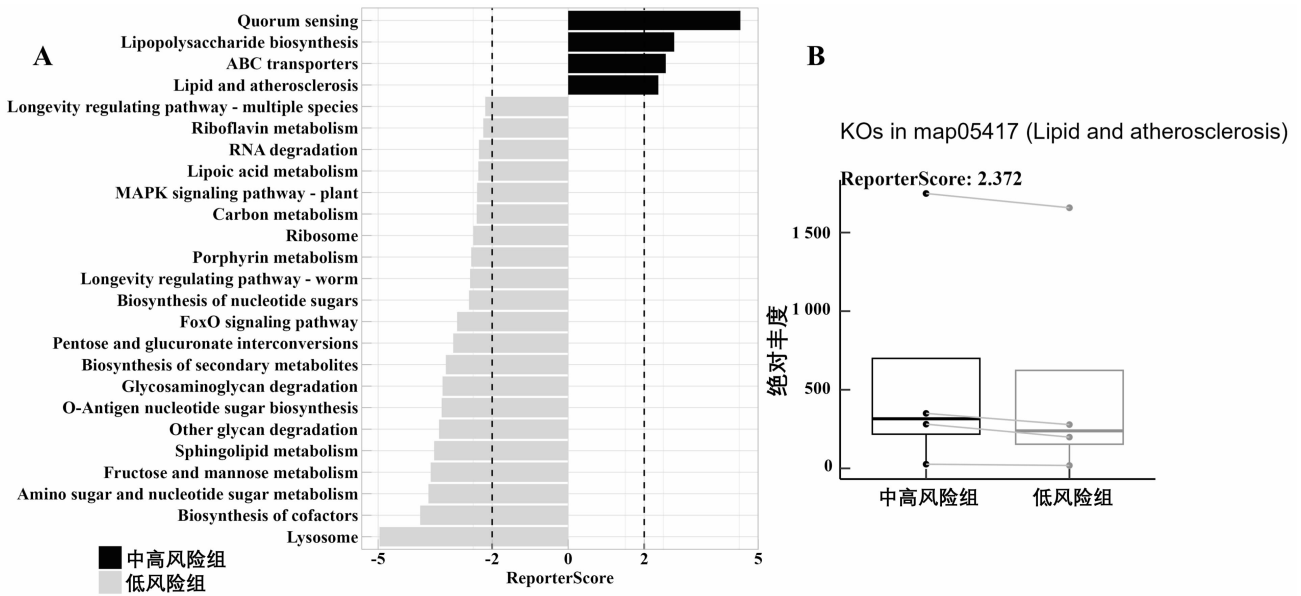 A
Quorum sensing
Lipopolysaccharide biosynthesis
ABC transporters
Lipid and atherosclerosis
Longevity regulating pathway - multiple species
Riboflavin metabolism
RNA degradation
Lipoic acid metabolism
MAPK signaling pathway - plant
Carbon metabolism
Ribosome
Porphyrin metabolism
Longevity regulating pathway - worm
Biosynthesis of nucleotide sugars
FoxO signaling pathway
Pentose and glucuronate interconversions
Biosynthesis of secondary metabolites
Glycosaminoglycan degradation
O-Antigen nucleotide sugar biosynthesis
Other glycan degradation
Sphingolipid metabolism
Fructose and mannose metabolism
Amino sugar and nucleotide sugar metabolism
Biosynthesis of cofactors
Lysosome
-5 -2 0 2 5
ReporterScore
中高风险组
低风险组
B
KOs in map05417 (Lipid and atherosclerosis)
ReporterScore: 2.372
绝对丰度
1 500
1 000
500
0
中高风险组 低风险组